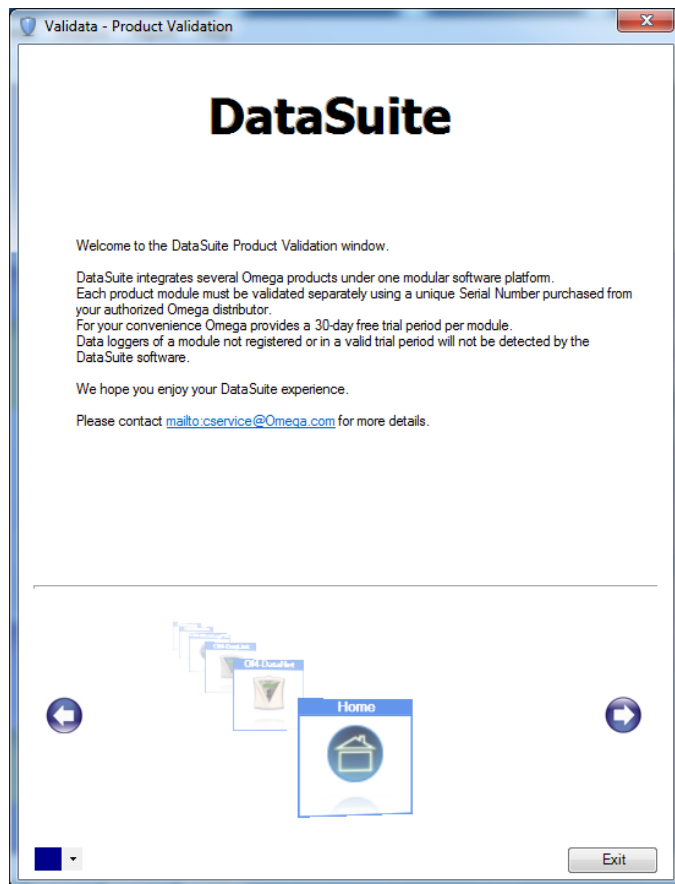 Validata - Product Validation
DataSuite
Welcome to the DataSuite Product Validation window.
DataSuite integrates several Omega products under one modular software platform.
Each product module must be validated separately using a unique Serial Number purchased from
your authorized Omega distributor.
For your convenience Omega provides a 30-day free trial period per module.
Data loggers of a module not registered or in a valid trial period will not be detected by the
DataSuite software.
We hope you enjoy your DataSuite experience.
Please contact mailto:cservice@Omega.com for more details.
OM-DataNet
Home
Exit